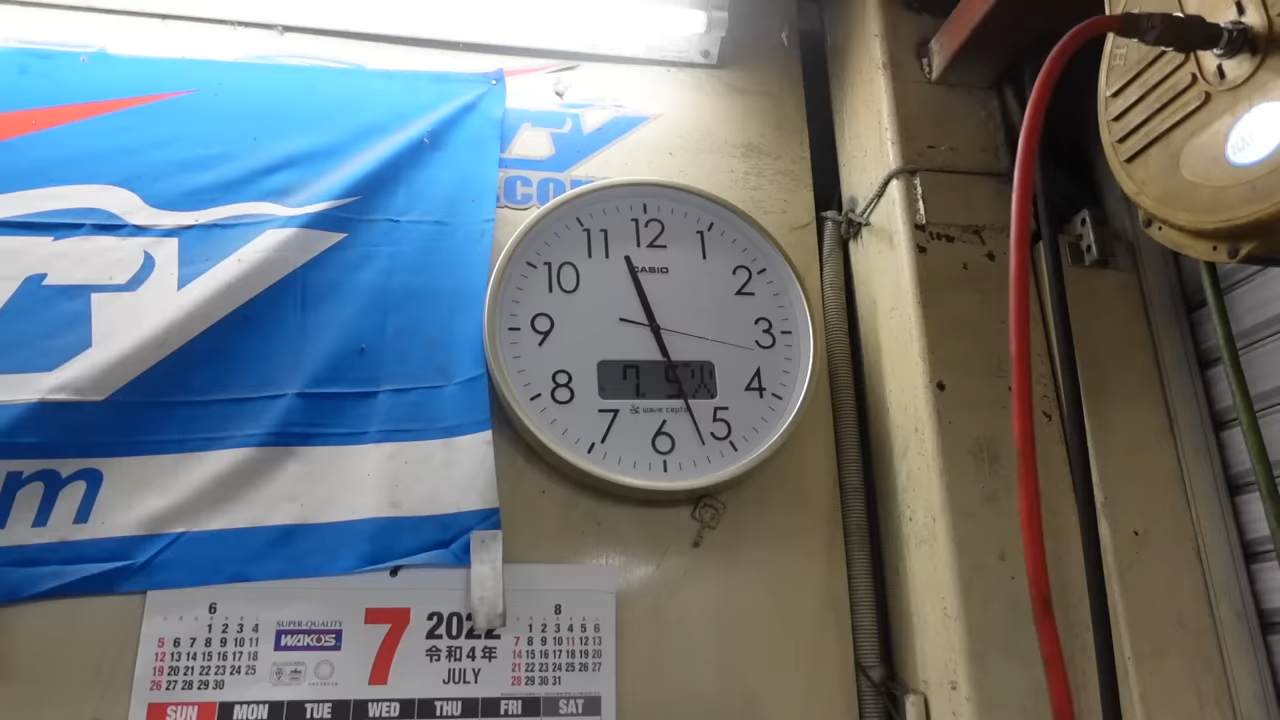 ry
.COM
m
12
1
2
3
4
5
6
7
8
9
10
11
CASIO
7 5火
wave ceptor
6
1 2 3 4
5 6 7 8 9 10 11
12 13 14 15 16 17 18
19 20 21 22 23 24 25
26 27 28 29 30
SUPER-QUALITY
WAKO'S
7
2022
令和4年
JULY
8
1 2 3 4 5 6
7 8 9 10 11 12 13
14 15 16 17 18 19 20
21 22 23 24 25 26 27
28 29 30 31
SUN MON TUE WED THU FRI SAT